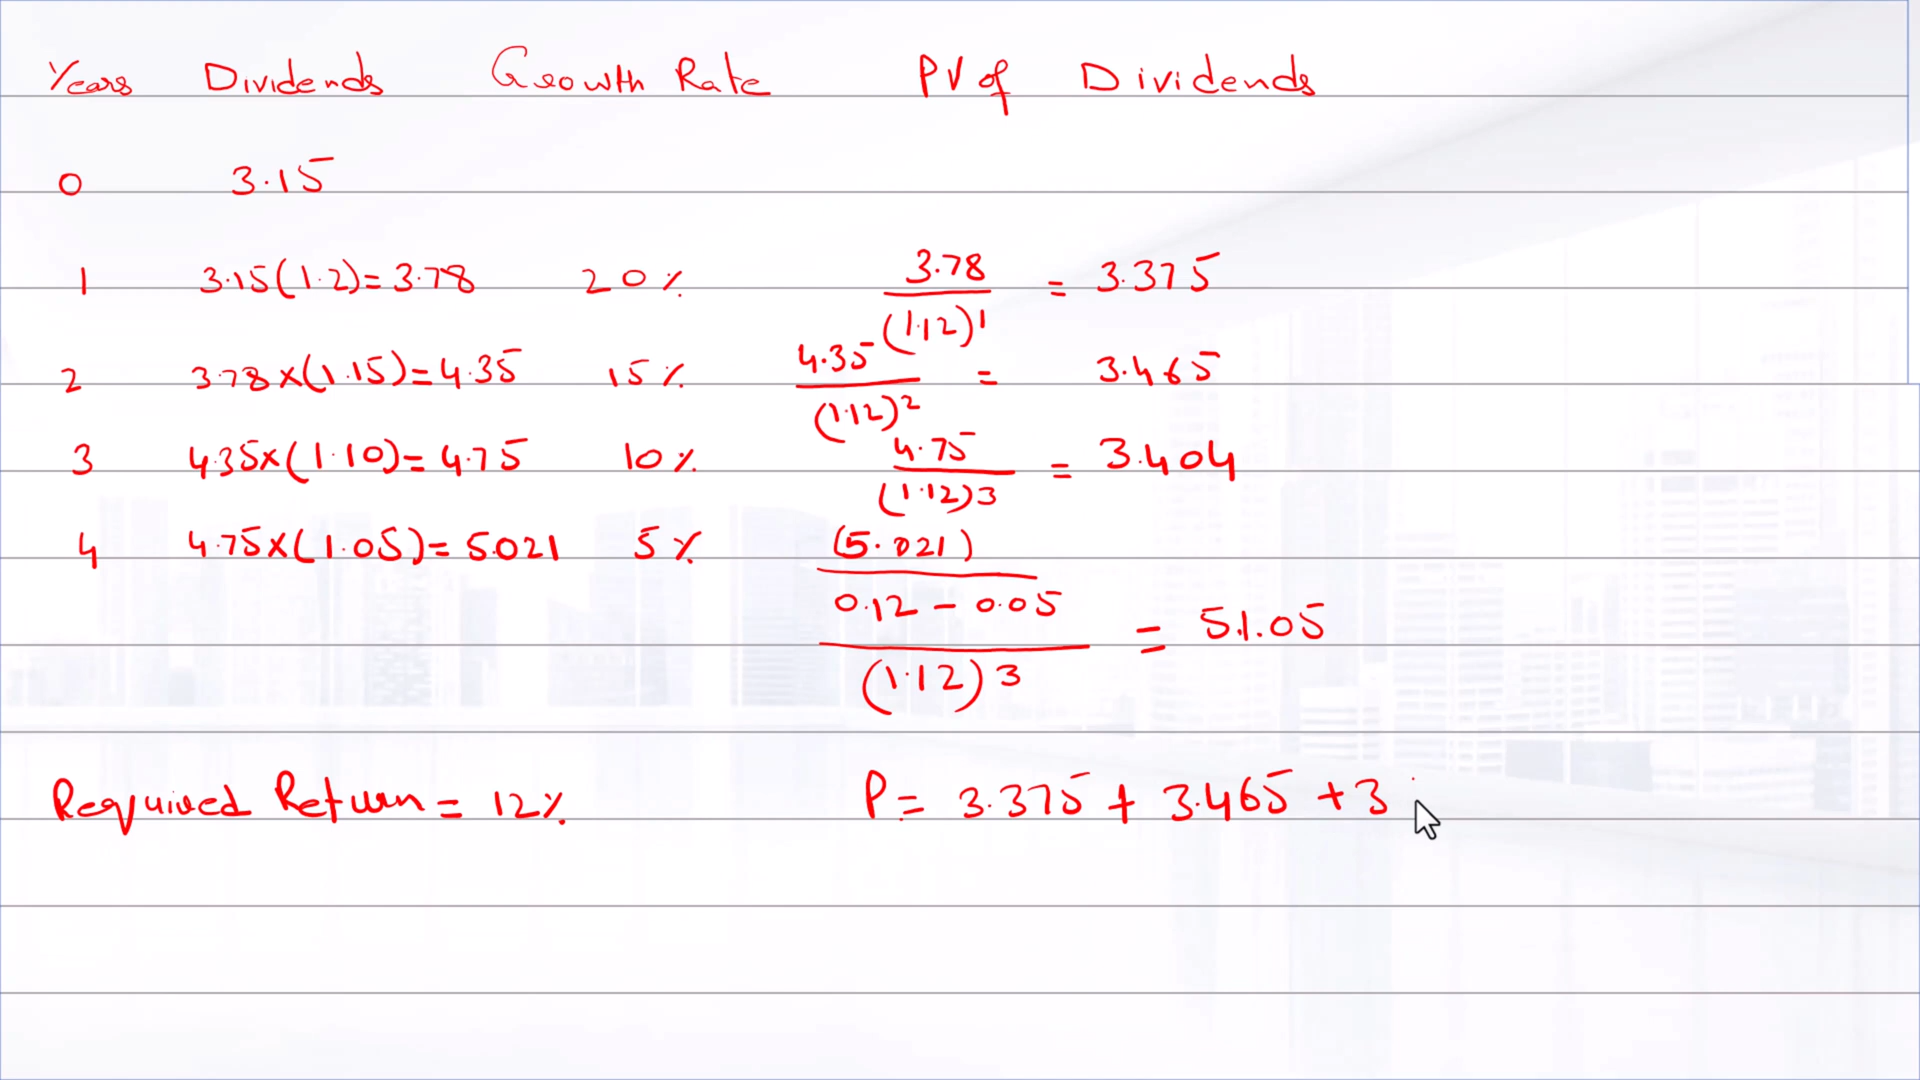 Years Dividends Growth Rate PV of Dividends
0 3.15
1 3.15(1.2)=3.78 20% 3.78/(1.12)1 = 3.375
2 3.78×(1.15)=4.35 15% 4.35/(1.12)2 = 3.465
3 4.35×(1.10)=4.75 10% 4.75/(1.12)3 = 3.404
4 4.75×(1.05)=5.021 5% (5.021)
0.12 - 0.05
(1.12)3 = 51.05
Required Return = 12% P= 3.375 + 3.465 + 3